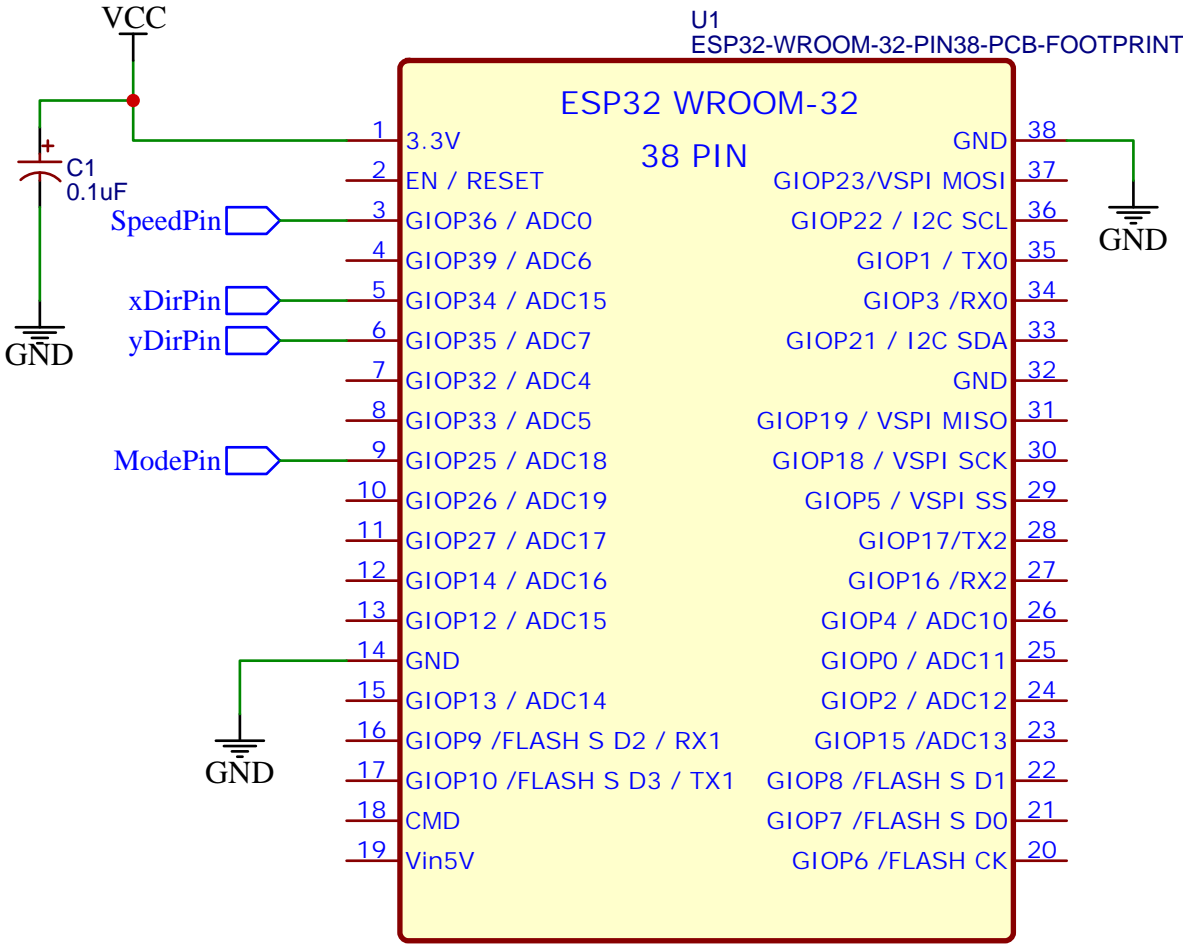 VCC
U1
ESP32-WROOM-32-PIN38-PCB-FOOTPRINT
ESP32 WROOM-32
38 PIN
+
C1
0.1uF
GND
SpeedPin
xDirPin
yDirPin
ModePin
GND
1 3.3V
2 EN / RESET
3 GIOP36 / ADC0
4 GIOP39 / ADC6
5 GIOP34 / ADC15
6 GIOP35 / ADC7
7 GIOP32 / ADC4
8 GIOP33 / ADC5
9 GIOP25 / ADC18
10 GIOP26 / ADC19
11 GIOP27 / ADC17
12 GIOP14 / ADC16
13 GIOP12 / ADC15
14 GND
15 GIOP13 / ADC14
16 GIOP9 /FLASH S D2 / RX1
17 GIOP10 /FLASH S D3 / TX1
18 CMD
19 Vin5V
GND 38
GIOP23/VSPI MOSI 37
GIOP22 / I2C SCL 36
GIOP1 / TX0 35
GIOP3 /RX0 34
GIOP21 / I2C SDA 33
GND 32
GIOP19 / VSPI MISO 31
GIOP18 / VSPI SCK 30
GIOP5 / VSPI SS 29
GIOP17/TX2 28
GIOP16 /RX2 27
GIOP4 / ADC10 26
GIOP0 / ADC11 25
GIOP2 / ADC12 24
GIOP15 /ADC13 23
GIOP8 /FLASH S D1 22
GIOP7 /FLASH S D0 21
GIOP6 /FLASH CK 20
GND